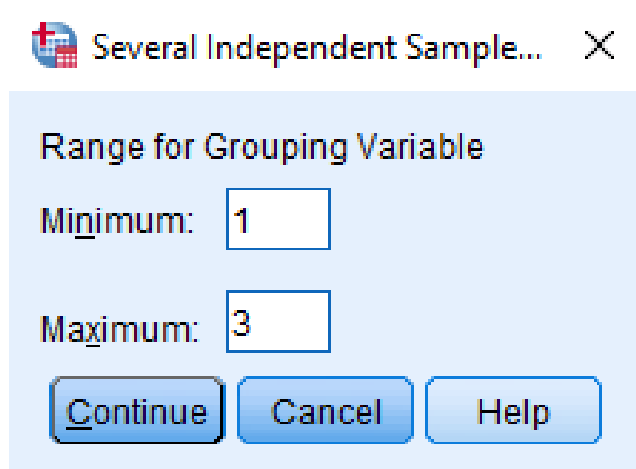 Several Independent Sample...
Range for Grouping Variable
Minimum: 1
Maximum: 3
Continue Cancel Help